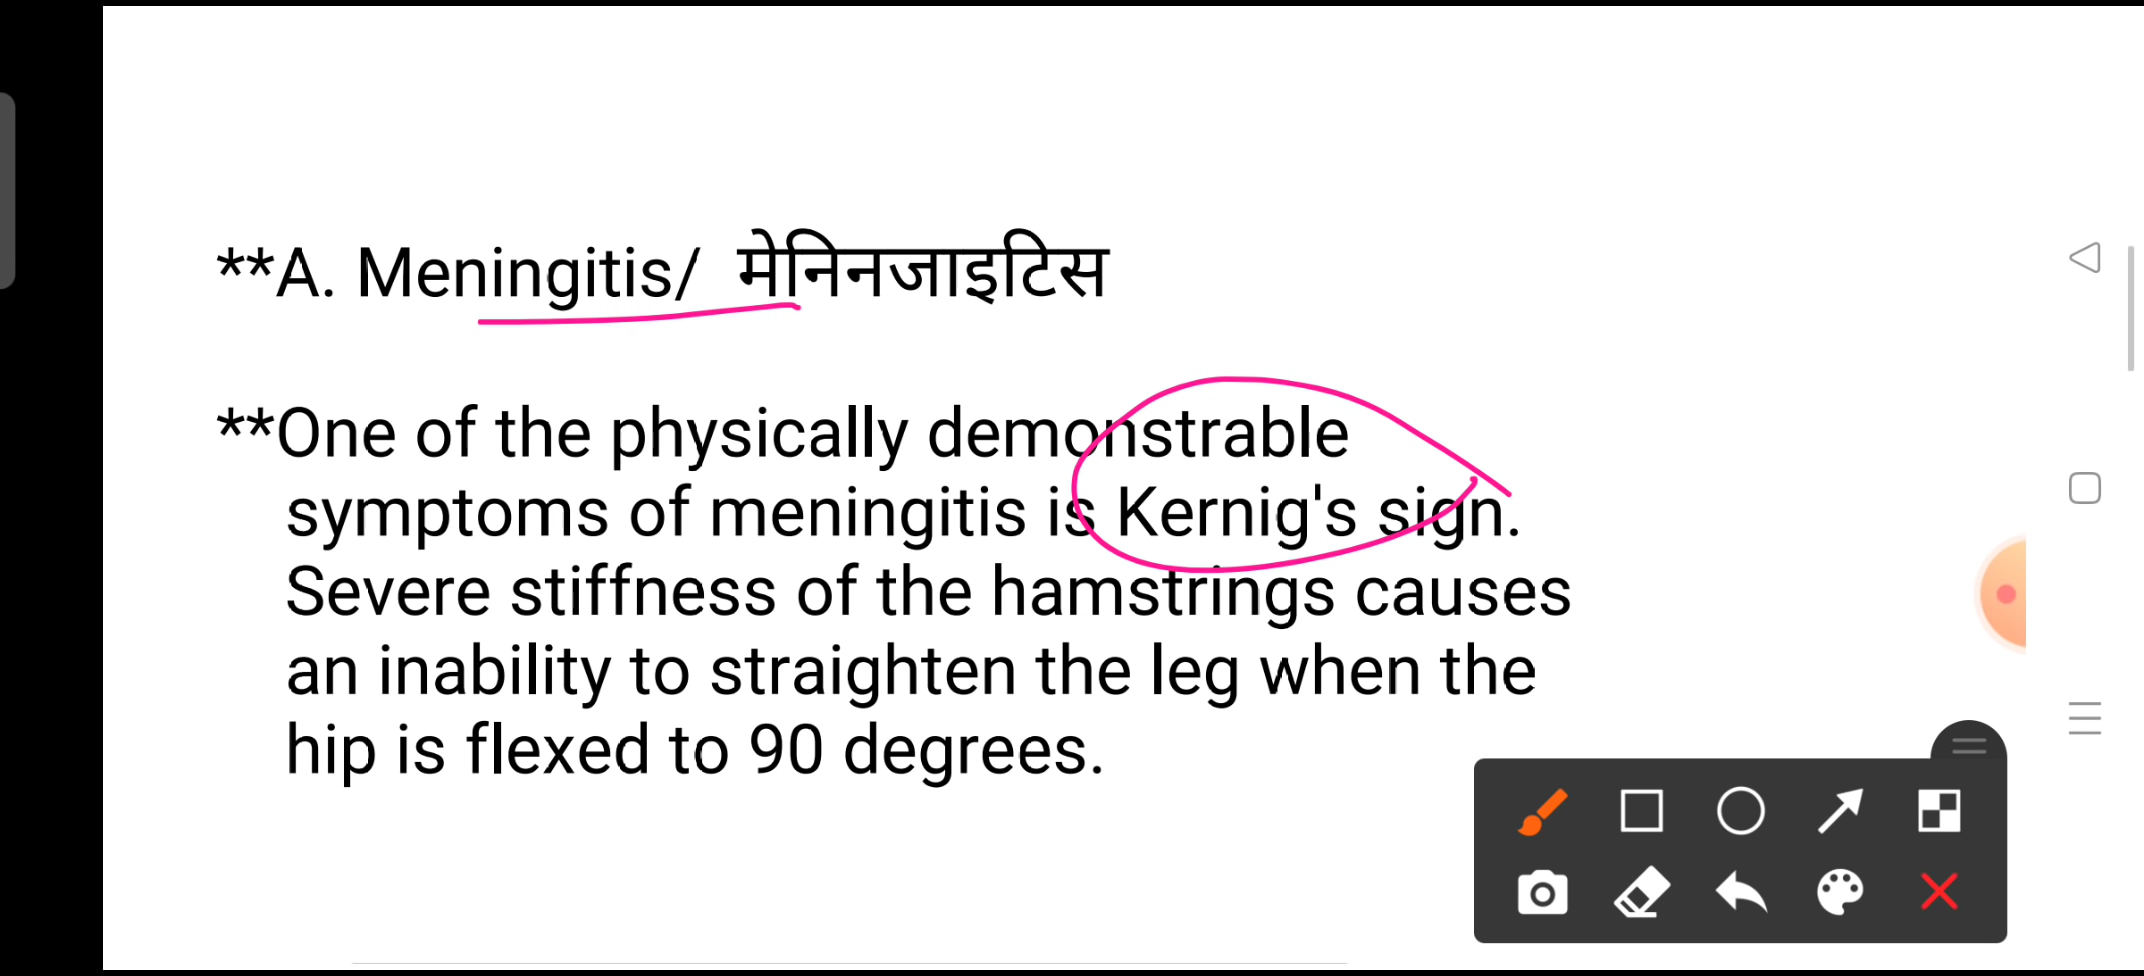 **A. Meningitis/ मेनिनजाइटिस
**One of the physically demonstrable
symptoms of meningitis is Kernig's sign.
Severe stiffness of the hamstrings causes
an inability to straighten the leg when the
hip is flexed to 90 degrees.